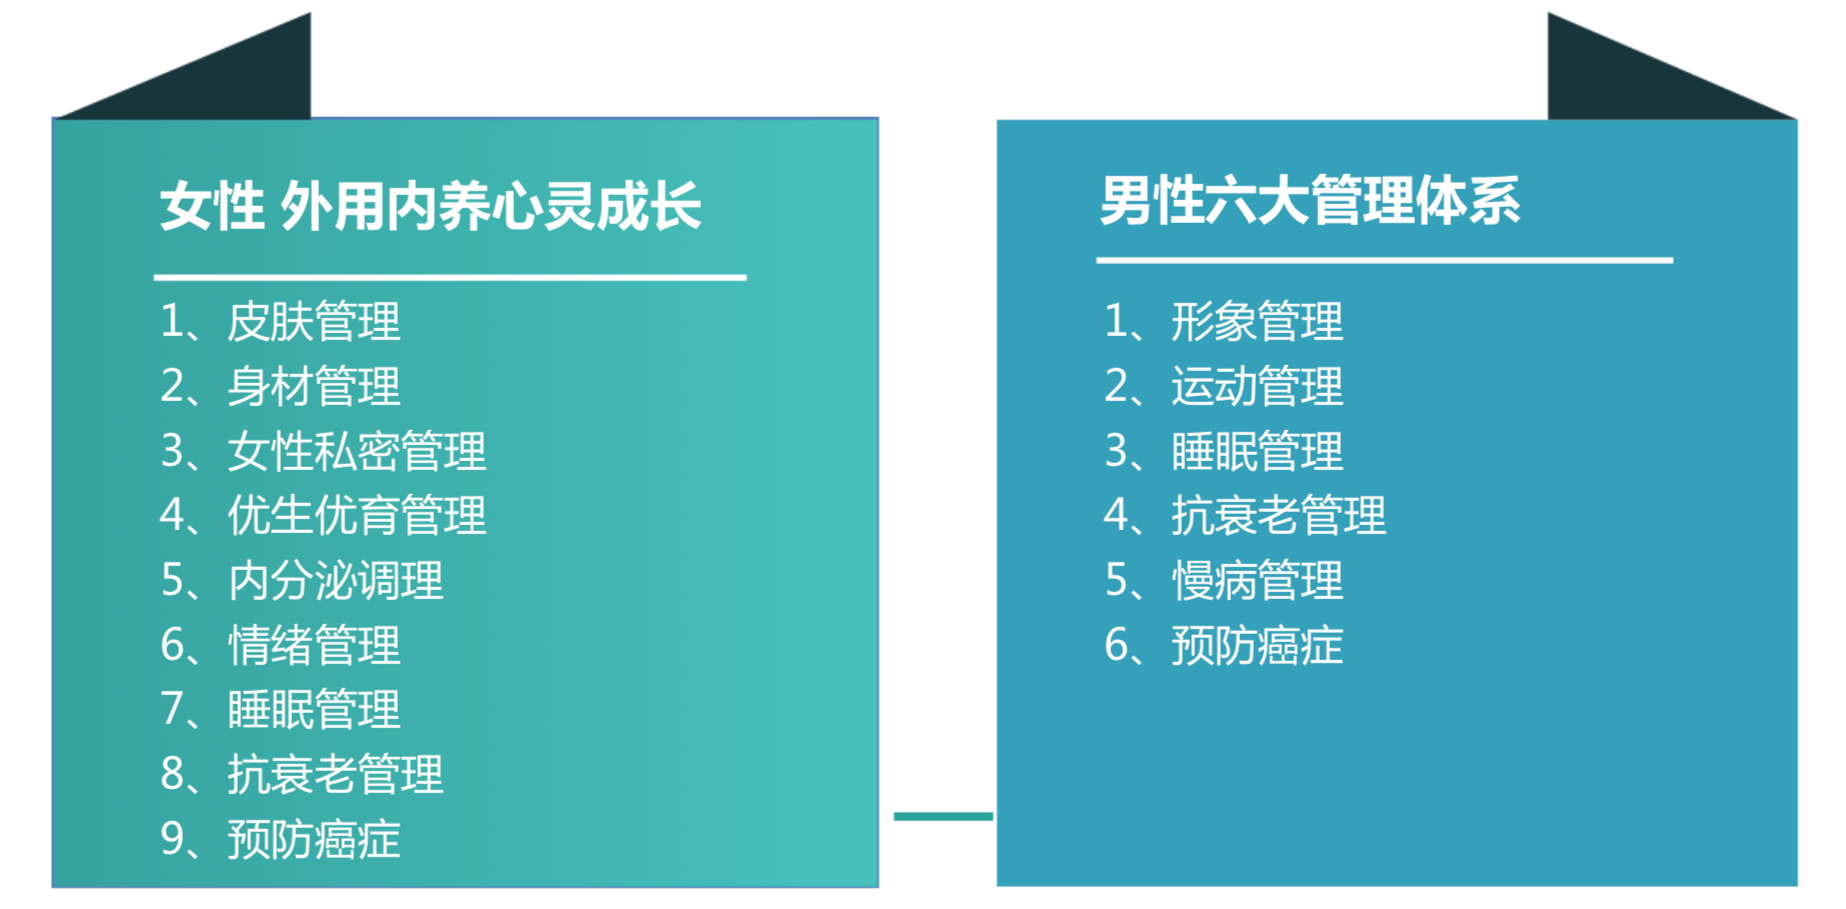 女性 外用内养心灵成长
1、皮肤管理
2、身材管理
3、女性私密管理
4、优生优育管理
5、内分泌调理
6、情绪管理
7、睡眠管理
8、抗衰老管理
9、预防癌症
男性六大管理体系
1、形象管理
2、运动管理
3、睡眠管理
4、抗衰老管理
5、慢病管理
6、预防癌症